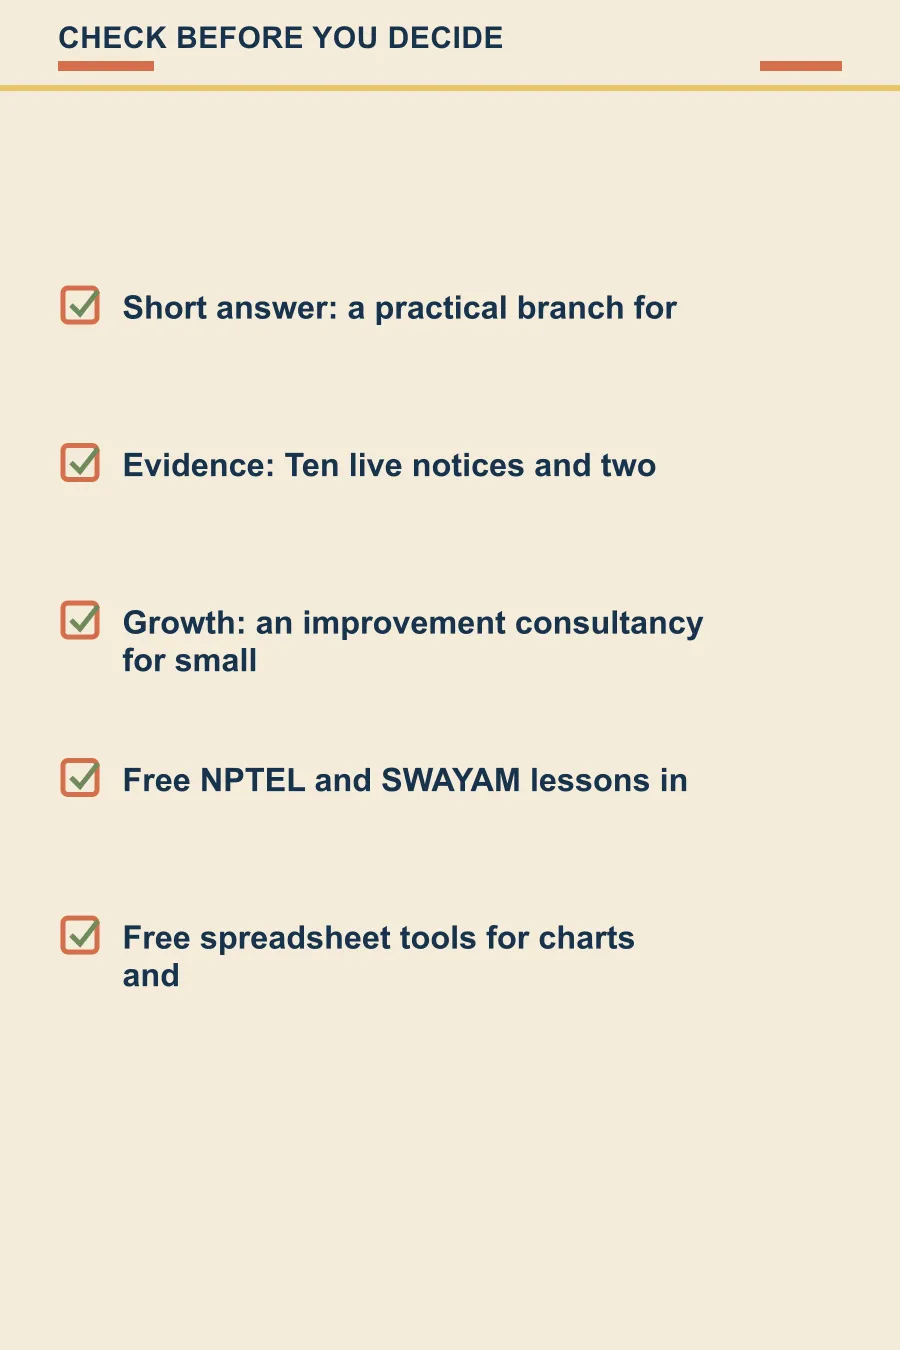 CHECK BEFORE YOU DECIDE
Short answer: a practical branch for
Evidence: Ten live notices and two
Growth: an improvement consultancy
for small
Free NPTEL and SWAYAM lessons in
Free spreadsheet tools for charts
and